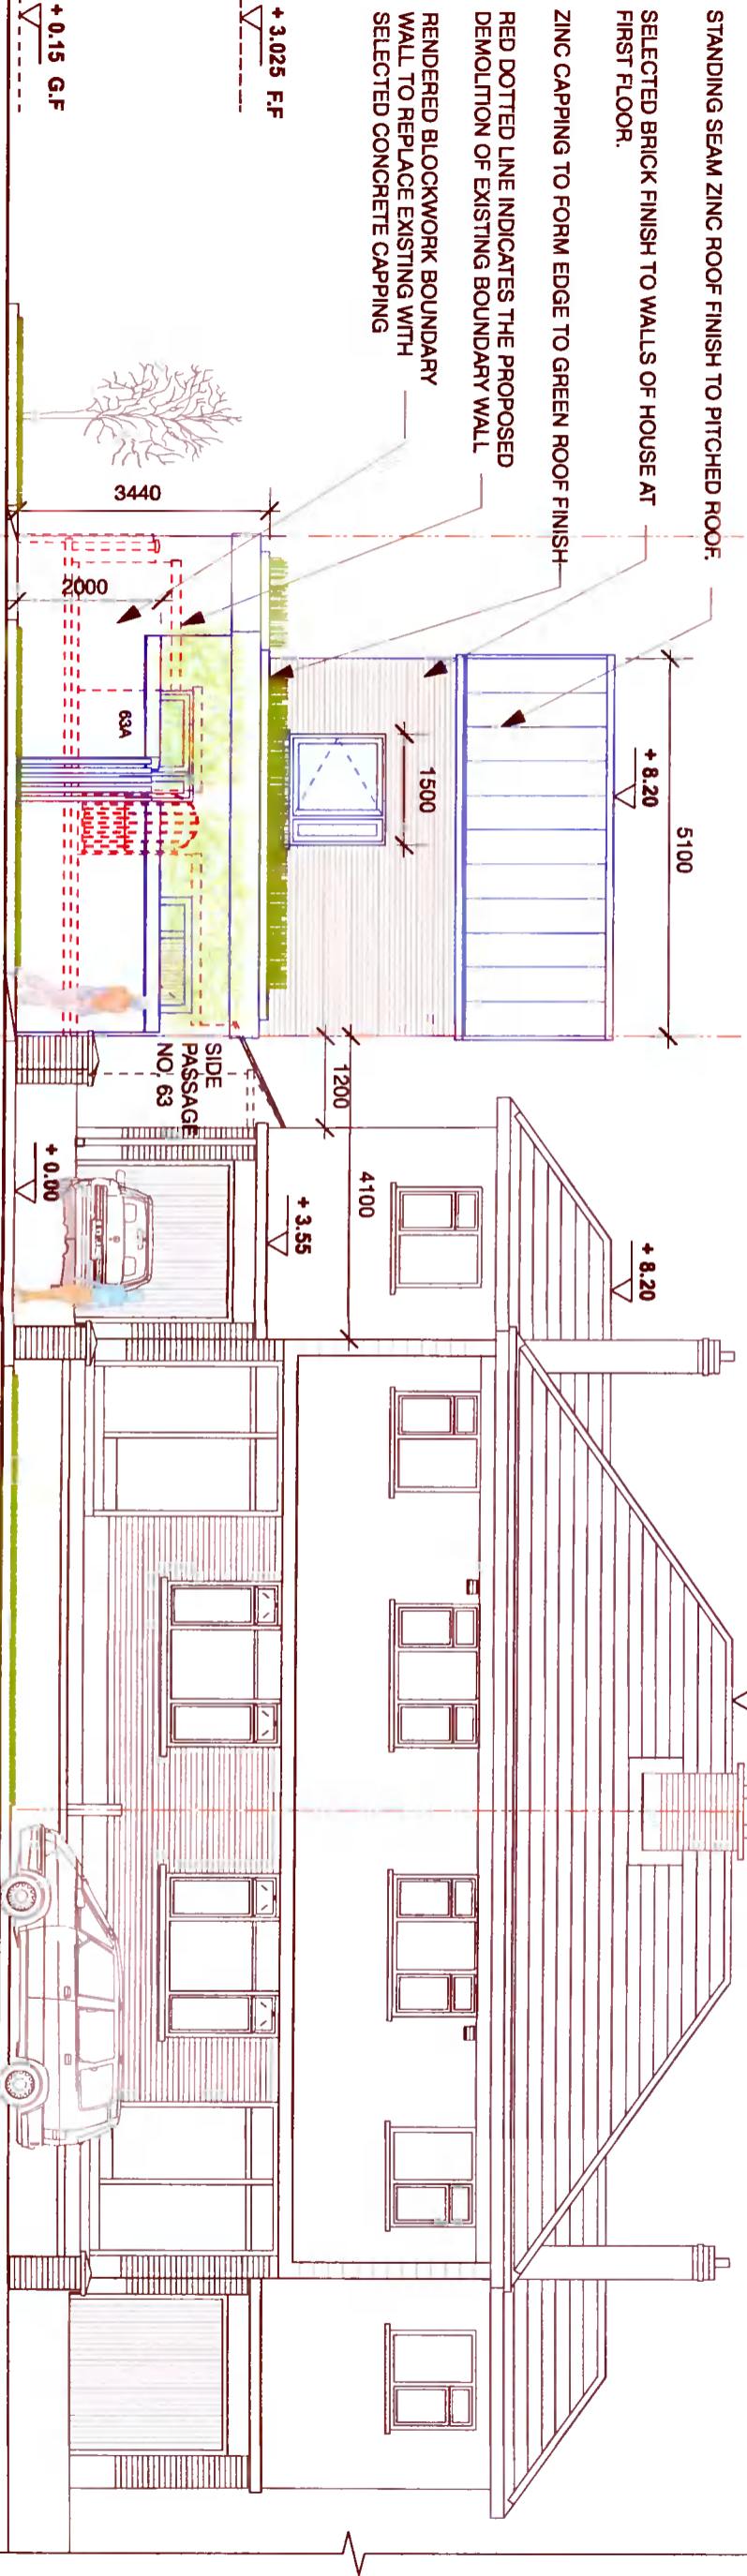 STANDING SEAM ZINC ROOF FINISH TO PITCHED ROOF.
SELECTED BRICK FINISH TO WALLS OF HOUSE AT
FIRST FLOOR.
ZINC CAPPING TO FORM EDGE TO GREEN ROOF FINISH
RED DOTTED LINE INDICATES THE PROPOSED
DEMOLITION OF EXISTING BOUNDARY WALL
RENDERED BLOCKWORK BOUNDARY
WALL TO REPLACE EXISTING WITH
SELECTED CONCRETE CAPPING
+ 3.025 F.F
+ 0.15 G.F
5100
+ 8.20
1500
3440
2000
63A
SIDE
PASSAGE
NO, 63
1200
4100
+ 8.20
+ 3.55
+ 0.00